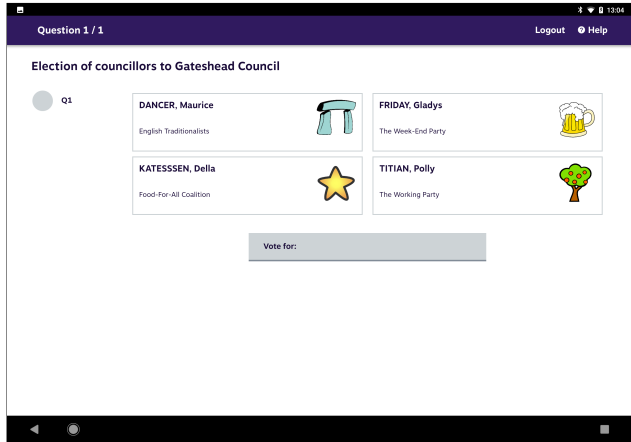 13:04
Question 1 / 1
Logout
Help
Election of councillors to Gateshead Council
Q1
DANCER, Maurice
English Traditionalists
FRIDAY, Gladys
The Week-End Party
KATESSSEN, Della
Food-For-All Coalition
TITIAN, Polly
The Working Party
Vote for: